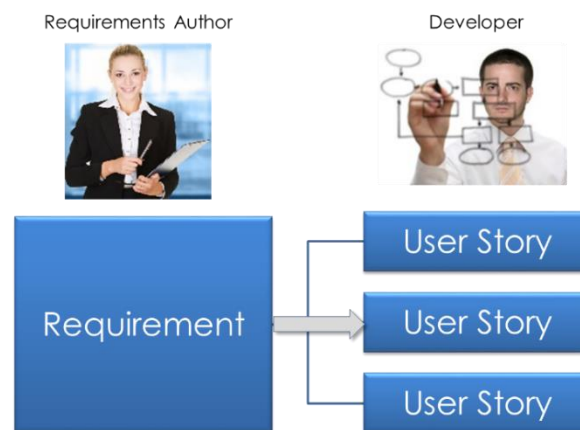 Requirements Author
Developer
User Story
Requirement
User Story
User Story